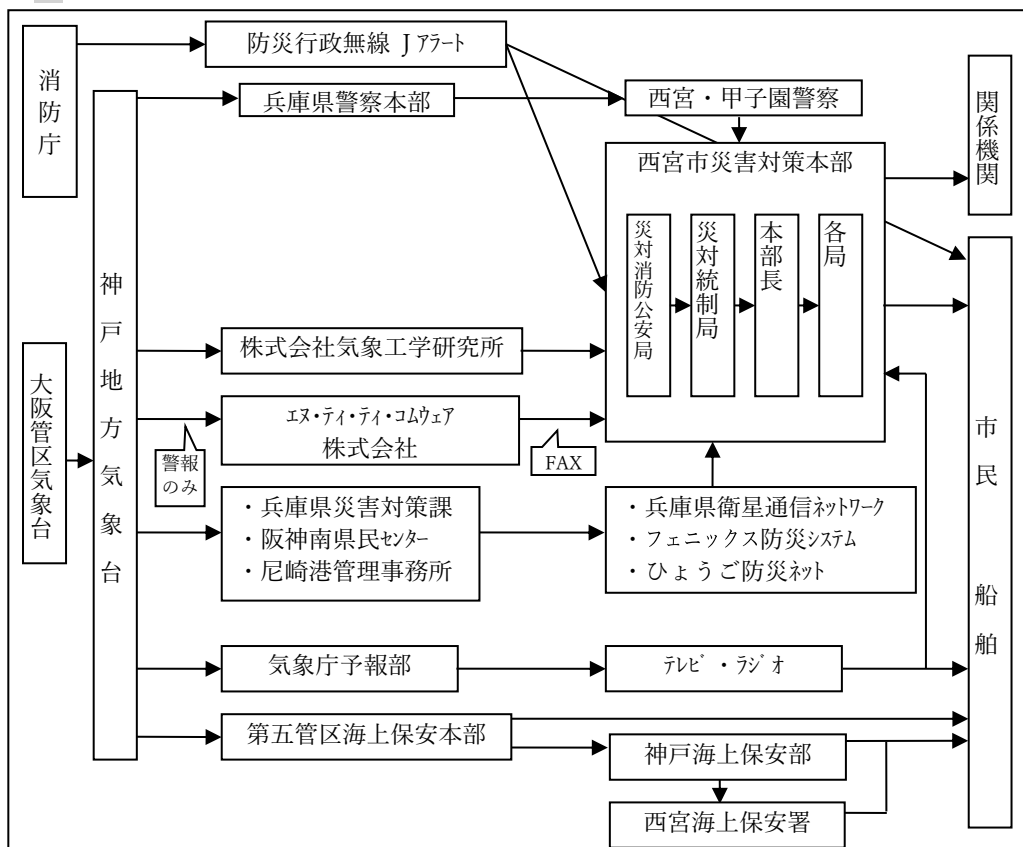 消防庁
防災行政無線 Jアラート
兵庫県警察本部
西宮・甲子園警察
関係機関
西宮市災害対策本部
災対消防公安局
災対統制局
本部長
各局
神戸地方気象台
大阪管区気象台
株式会社気象工学研究所
エヌ・ティ・ティ・コムウェア
株式会社
警報
のみ
FAX
・兵庫県災害対策課
・阪神南県民センター
・尼崎港管理事務所
・兵庫県衛星通信ネットワーク
・フェニックス防災システム
・ひょうご防災ネット
市民 船舶
気象庁予報部
テレビ・ラジオ
第五管区海上保安本部
神戸海上保安部
西宮海上保安署